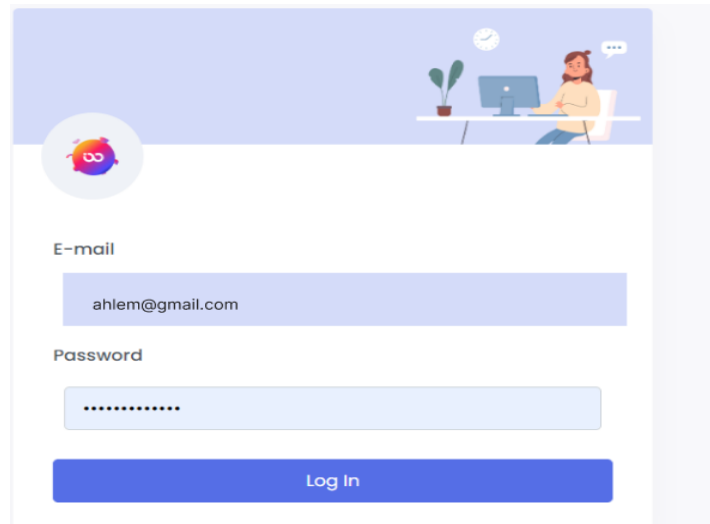 E-mail
ahlem@gmail.com
Password
•••••••••••••
Log In